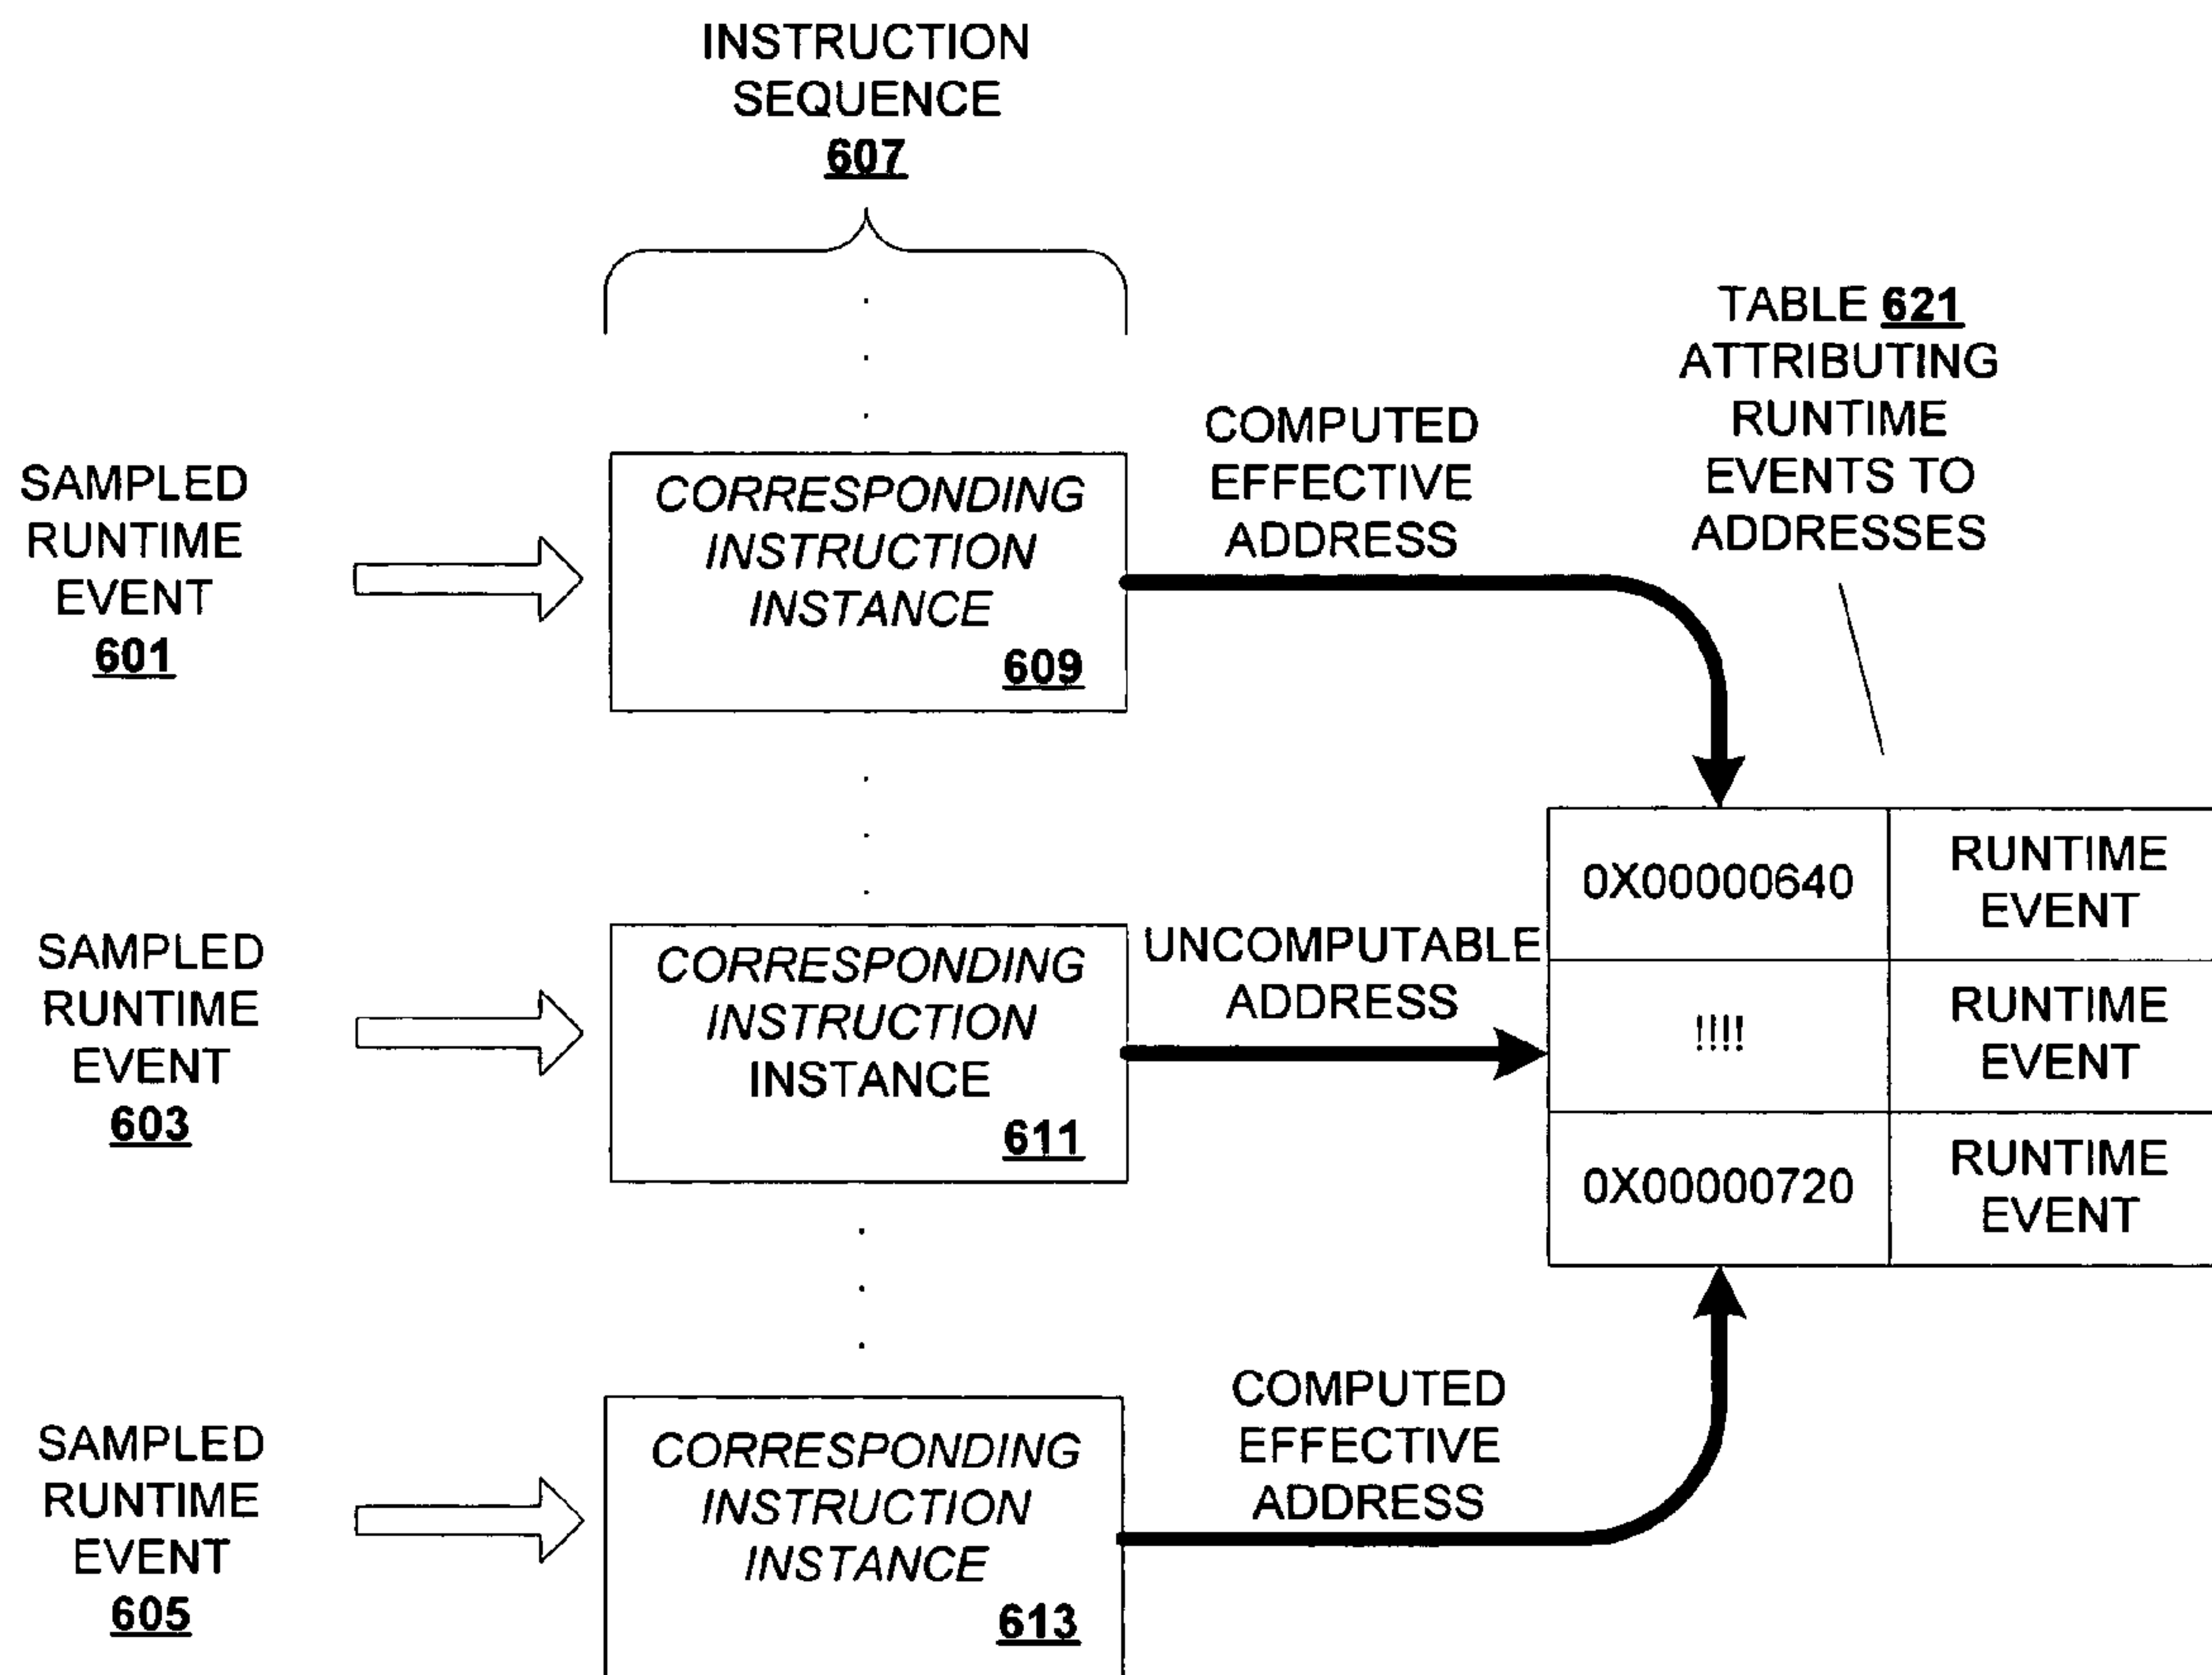 INSTRUCTION
SEQUENCE
607
TABLE 621
ATTRIBUTING
RUNTIME
EVENTS TO
ADDRESSES
SAMPLED
RUNTIME
EVENT
601
CORRESPONDING
INSTRUCTION
INSTANCE
609
COMPUTED
EFFECTIVE
ADDRESS
SAMPLED
RUNTIME
EVENT
603
CORRESPONDING
INSTRUCTION
INSTANCE
611
UNCOMPUTABLE
ADDRESS
0X00000640
RUNTIME
EVENT
!!!!
RUNTIME
EVENT
0X00000720
RUNTIME
EVENT
SAMPLED
RUNTIME
EVENT
605
CORRESPONDING
INSTRUCTION
INSTANCE
613
COMPUTED
EFFECTIVE
ADDRESS